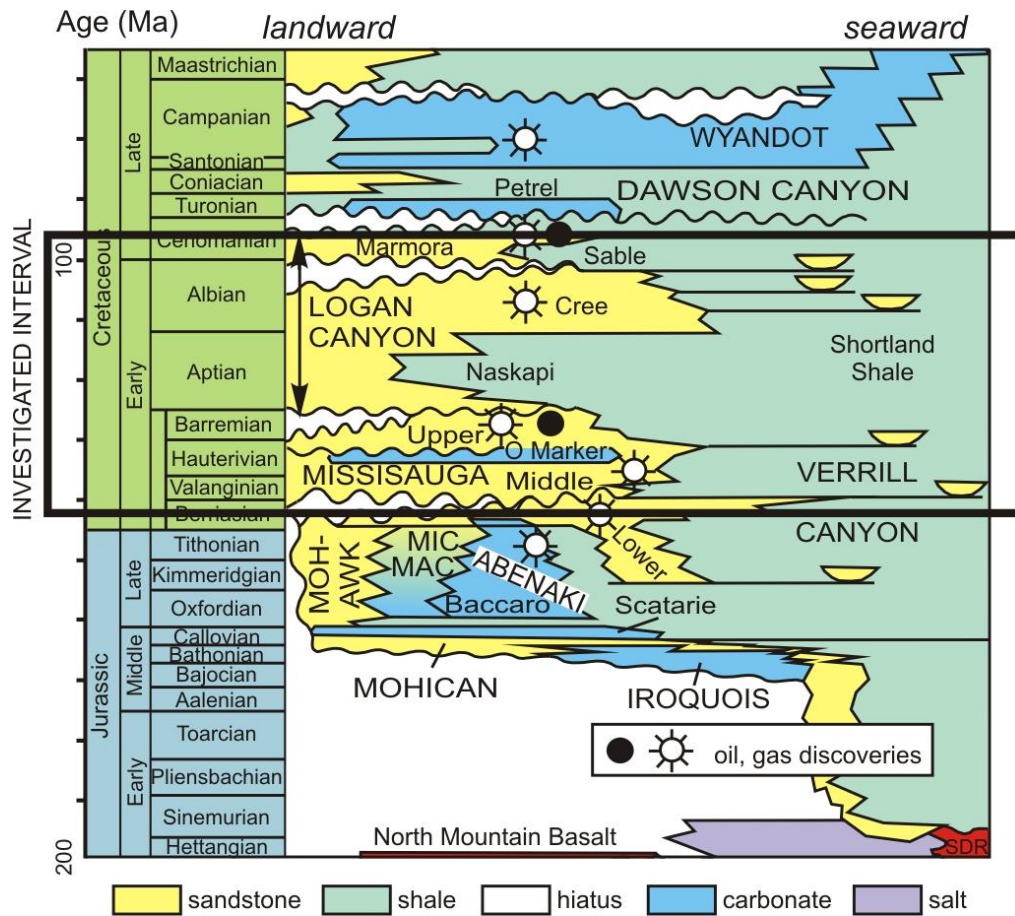 Age (Ma)
landward
seaward
INVESTIGATED INTERVAL
100
200
Cretaceous
Late
Early
Jurassic
Late
Middle
Early
Maastrichian
Campanian
Santonian
Coniacian
Turonian
Cenomanian
Albian
Aptian
Barremian
Hauterivian
Valanginian
Berriasian
Tithonian
Kimmeridgian
Oxfordian
Callovian
Bathonian
Bajocian
Aalenian
Toarcian
Pliensbachian
Sinemurian
Hettangian
WYANDOT
Petrel
DAWSON CANYON
Marmora
Sable
LOGAN
CANYON
Cree
Naskapi
Shortland
Shale
Upper
O Marker
MISSISAUGA
Middle
VERRILL
CANYON
MOH-
AWK
MIC
MAC
ABENAKI
Baccaro
Lower
Scatarie
MOHICAN
IROQUOIS
oil, gas discoveries
North Mountain Basalt
SDR
sandstone
shale
hiatus
carbonate
salt